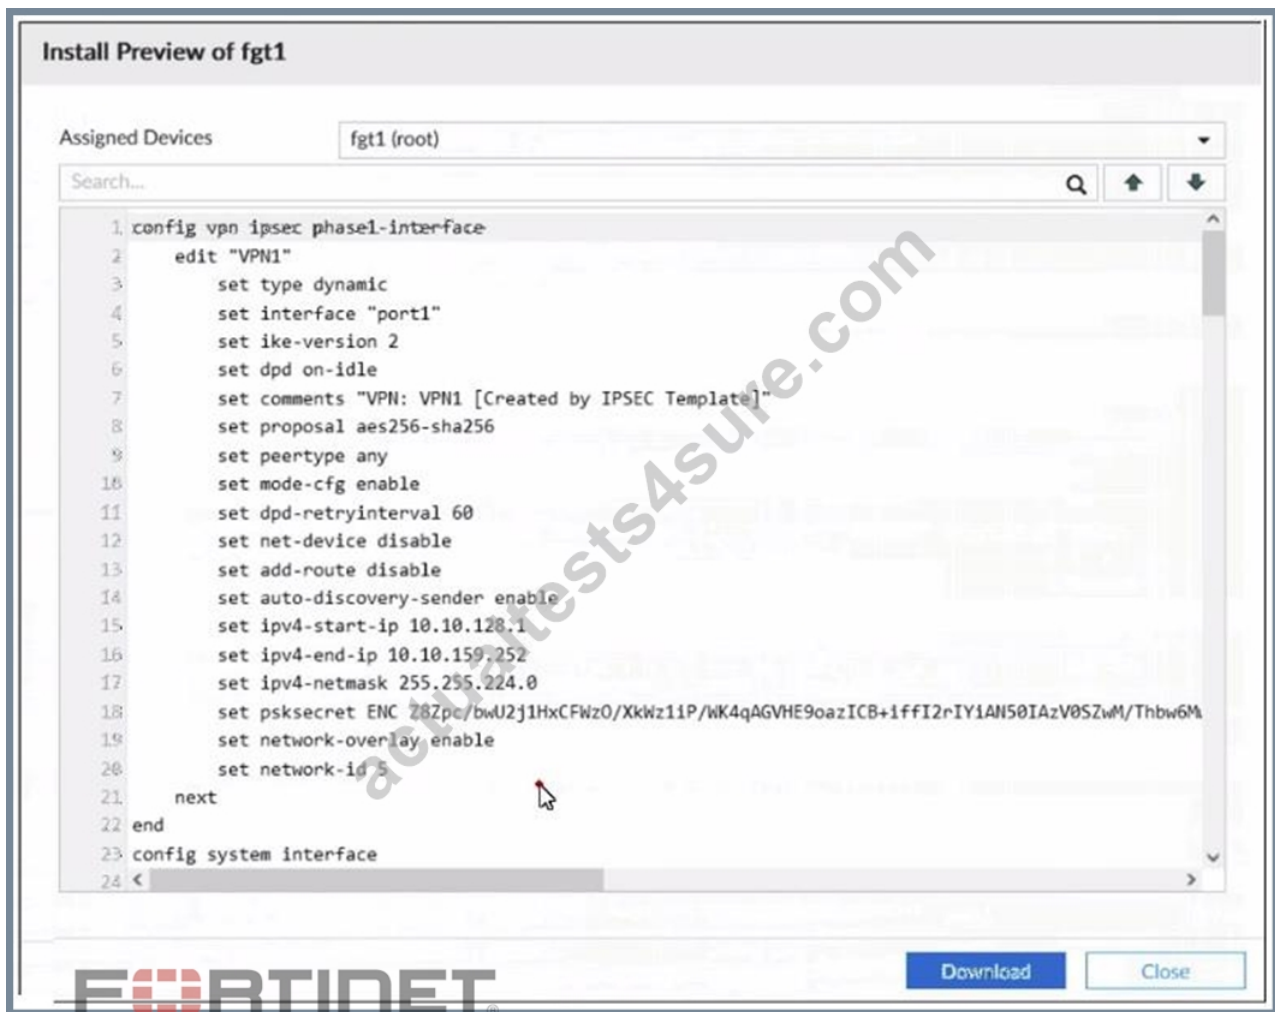 Install Preview of fgt1
Assigned Devices
fgt1 (root)
Search...
1 config vpn ipsec phase1-interface
2 edit "VPN1"
3 set type dynamic
4 set interface "port1"
5 set ike-version 2
6 set dpd on-idle
7 set comments "VPN: VPN1 [Created by IPSEC Template]"
8 set proposal aes256-sha256
9 set peertype any
10 set mode-cfg enable
11 set dpd-retryinterval 60
12 set net-device disable
13 set add-route disable
14 set auto-discovery-sender enable
15 set ipv4-start-ip 10.10.128.1
16 set ipv4-end-ip 10.10.159.252
17 set ipv4-netmask 255.255.224.0
18 set psksecret ENC
19 set network-overlay enable
20 set network-id 5
21 next
22 end
23 config system interface
24
actualtests4sure.com
Download
Close
FORTINET®